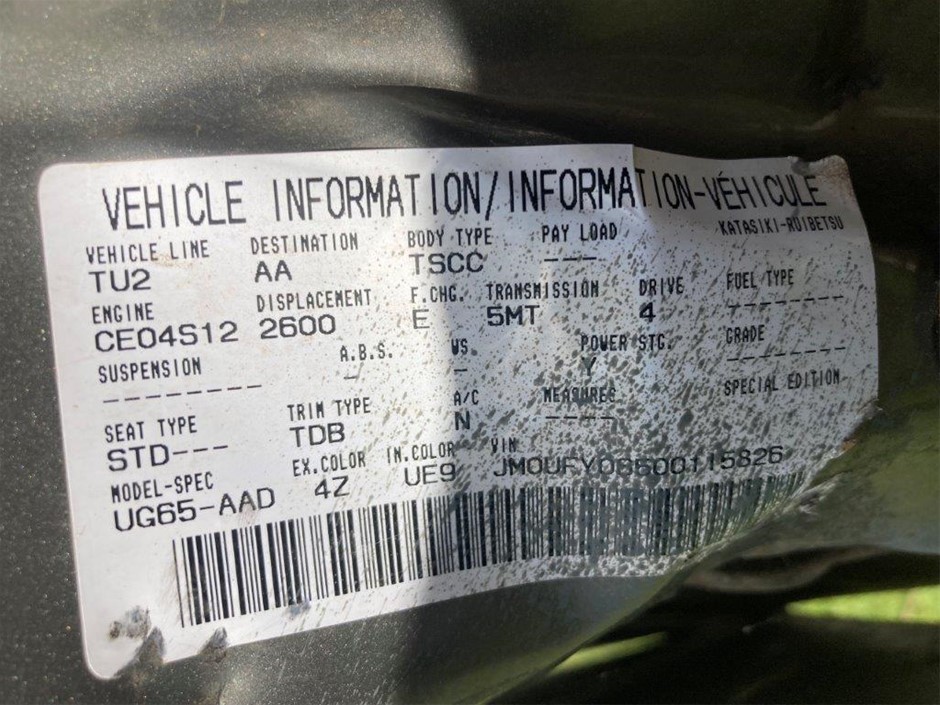 VEHICLE INFORMATION/INFORMATION-VÉHICULE
KATASIKI-RUIBETSU
VEHICLE LINE DESTINATION BODY TYPE PAY LOAD
TU2 AA TSCC ---
ENGINE DISPLACEMENT F.CHG. TRANSMISSION DRIVE FUEL TYPE
CE04S12 2600 E 5MT 4 ---------
SUSPENSION A.B.S. WS POWER STG. GRADE
--------- - - Y ---------
SEAT TYPE TRIM TYPE A/C MEASURES SPECIAL EDITION
STD--- TDB N ---- ---------
MODEL-SPEC EX.COLOR IN.COLOR VIN
UG65-AAD 4Z UE9 JM0UFY08500115826